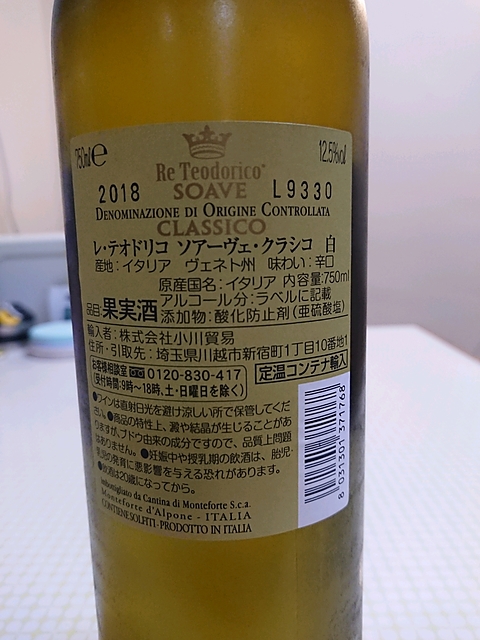 750ml e
12.5%vol
Re Teodorico
2018 SOAVE L9330
DENOMINAZIONE DI ORIGINE CONTROLLATA
CLASSICO
レ・テオドリコ ソアーヴェ・クラシコ 白
産地:イタリア ヴェネト州 味わい:辛口
原産国名:イタリア 内容量:750ml
品目:果実酒 アルコール分:ラベルに記載
添加物:酸化防止剤(亜硫酸塩)
輸入者:株式会社小川貿易
住所・引取先:埼玉県川越市新宿町1丁目10番地1
お客様相談室 0120-830-417 定温コンテナ輸入
(受付時間:9時〜18時、土・日曜日を除く)
●ワインは直射日光を避け涼しい所で保管してくだ
さい。●商品の特性上、澱や結晶が生じることがあ
りますが、ブドウ由来の成分ですので、品質上問題
はありません。●妊娠中や授乳期の飲酒は、胎児・
乳児の発育に悪影響を与える恐れがあります。
●飲酒は20歳になってから。
8 031301 371768
Imbottigliato da Cantina di Monteforte S.c.a.
Monteforte d'Alpone - ITALIA
CONTIENE SOLFITI - PRODOTTO IN ITALIA